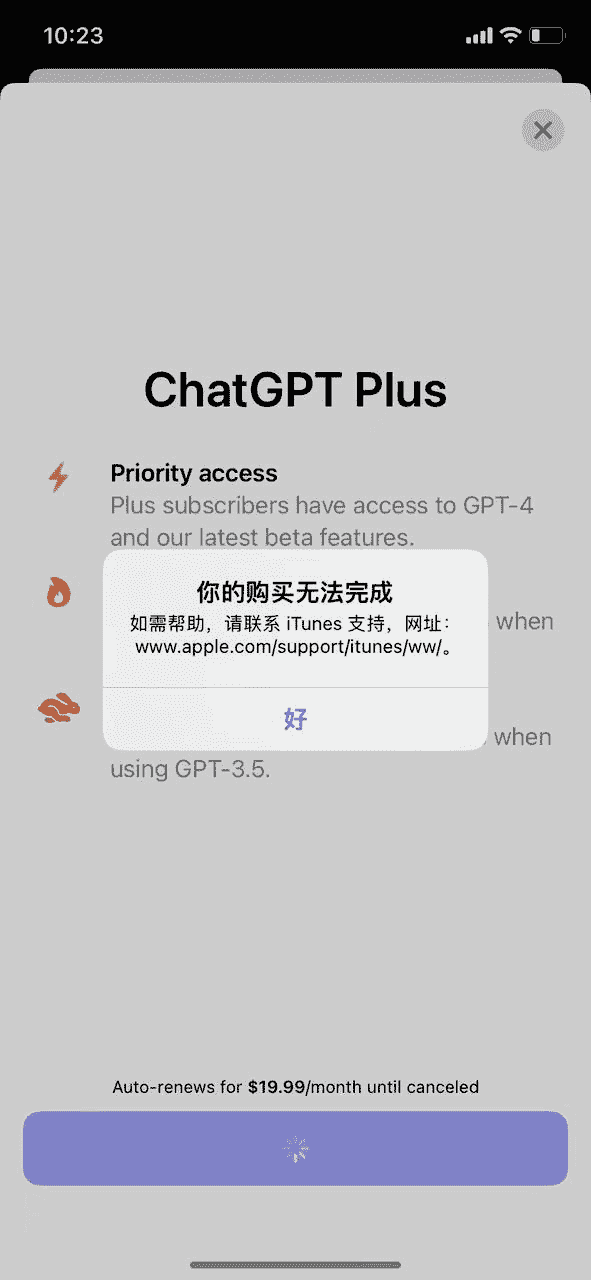 10:23
ChatGPT Plus
Priority access
Plus subscribers have access to GPT-4
and our latest beta features.
你的购买无法完成
如需帮助，请联系 iTunes 支持，网址：
www.apple.com/support/itunes/ww/。
when
好
when
using GPT-3.5.
Auto-renews for $19.99/month until canceled